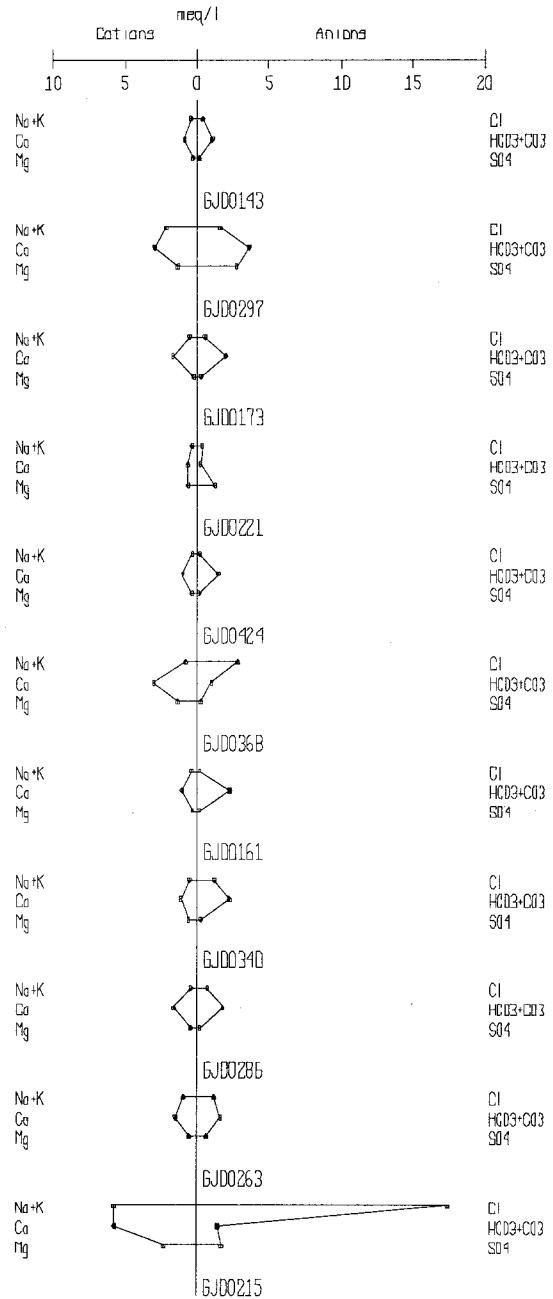 meq/l
Cations Anions
10 5 0 5 10 15 20
Na+K Cl
Ca HCO3+CO3
Mg SO4
GJD0143
Na+K Cl
Ca HCO3+CO3
Mg SO4
GJD0297
Na+K Cl
Ca HCO3+CO3
Mg SO4
GJD0173
Na+K Cl
Ca HCO3+CO3
Mg SO4
GJD0221
Na+K Cl
Ca HCO3+CO3
Mg SO4
GJD0424
Na+K Cl
Ca HCO3+CO3
Mg SO4
GJD0368
Na+K Cl
Ca HCO3+CO3
Mg SO4
GJD0161
Na+K Cl
Ca HCO3+CO3
Mg SO4
GJD0340
Na+K Cl
Ca HCO3+CO3
Mg SO4
GJD0286
Na+K Cl
Ca HCO3+CO3
Mg SO4
GJD0263
Na+K Cl
Ca HCO3+CO3
Mg SO4
GJD0215